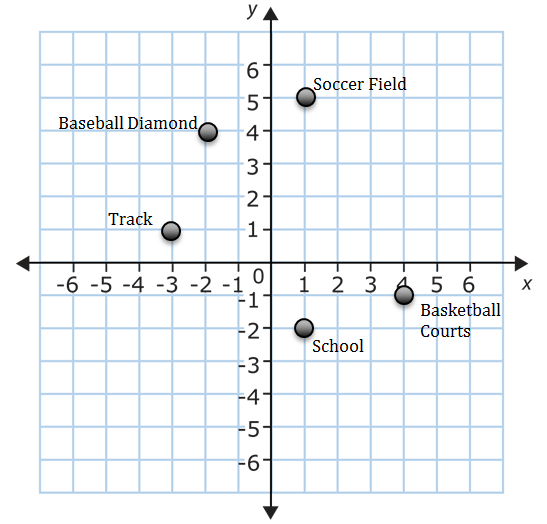 y
6
Soccer Field
5
Baseball Diamond
4
3
2
Track
1
0
-6 -5 -4 -3 -2 -1 1 2 3 4 5 6 x
-1
Basketball
Courts
-2
School
-3
-4
-5
-6